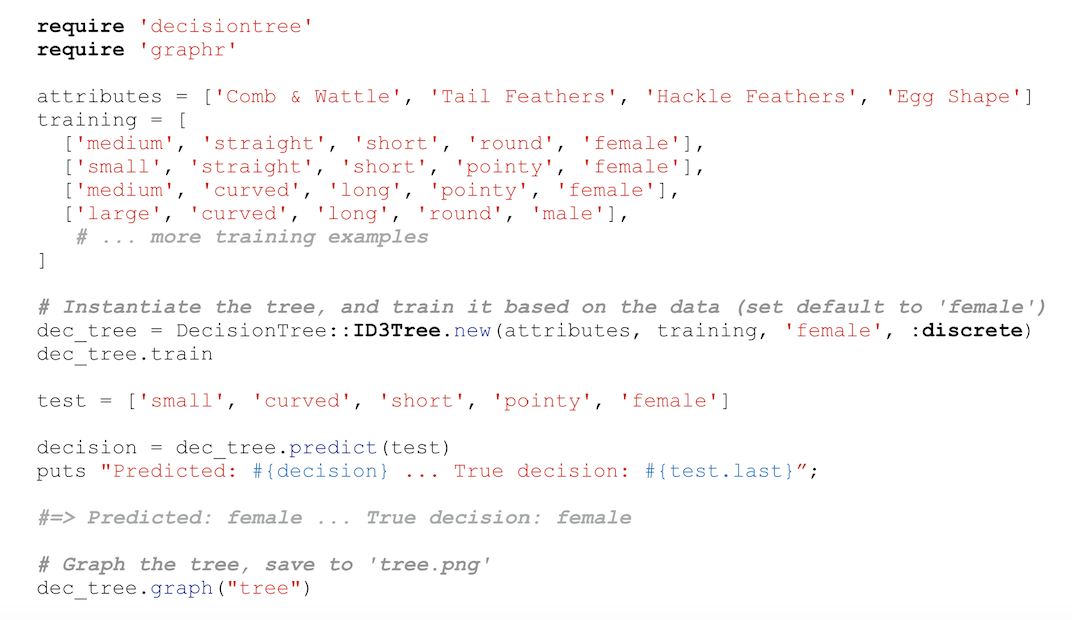 require 'decisiontree'
require 'graphr'
attributes = ['Comb & Wattle', 'Tail Feathers', 'Hackle Feathers', 'Egg Shape']
training = [
['medium', 'straight', 'short', 'round', 'female'],
['small', 'straight', 'short', 'pointy', 'female'],
['medium', 'curved', 'long', 'pointy', 'female'],
['large', 'curved', 'long', 'round', 'male'],
# ... more training examples
]
# Instantiate the tree, and train it based on the data (set default to 'female')
dec_tree = DecisionTree::ID3Tree.new(attributes, training, 'female', :discrete)
dec_tree.train
test = ['small', 'curved', 'short', 'pointy', 'female']
decision = dec_tree.predict(test)
puts "Predicted: #{decision} ... True decision: #{test.last}”;
#=> Predicted: female ... True decision: female
# Graph the tree, save to 'tree.png'
dec_tree.graph("tree")